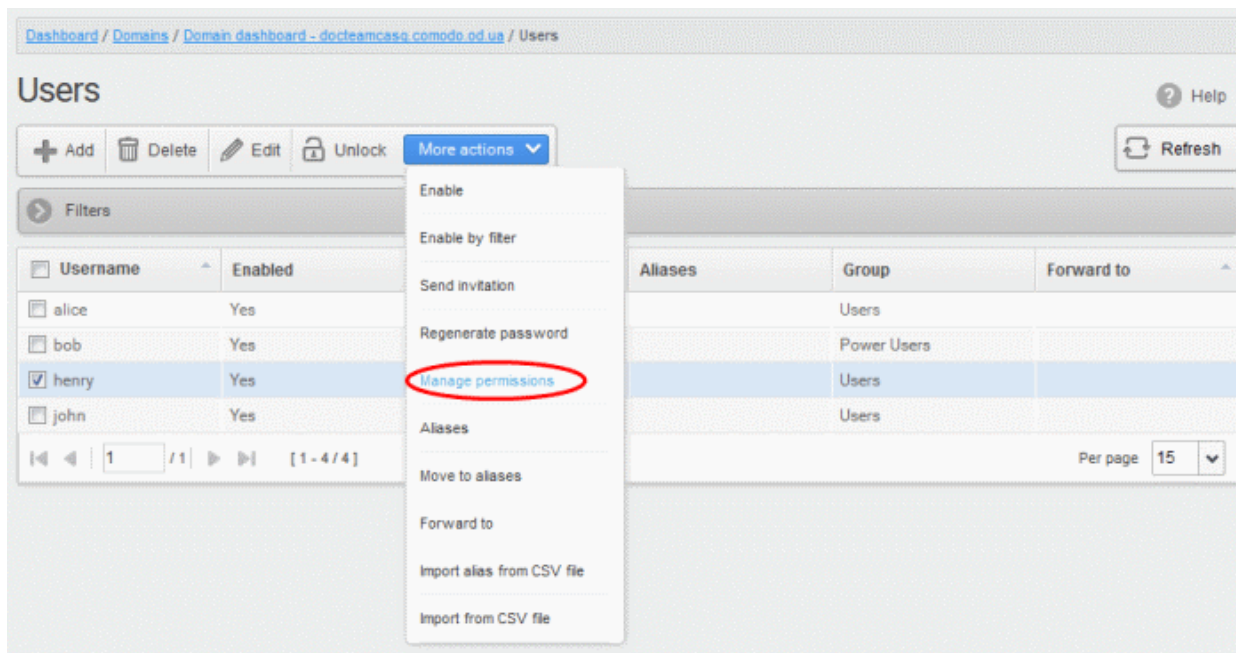 Dashboard / Domains / Domain dashboard - docteamcasg.comodo.od.ua / Users
Users
Help
Add Delete Edit Unlock More actions
Refresh
Enable
Filters
Enable by filter
Username Enabled Aliases Group Forward to
Send invitation
alice Yes Users
Regenerate password
bob Yes Power Users
henry Yes Manage permissions Users
john Yes Users
Aliases
1 / 1 [ 1 - 4 / 4 ] Per page 15
Move to aliases
Forward to
Import alias from CSV file
Import from CSV file